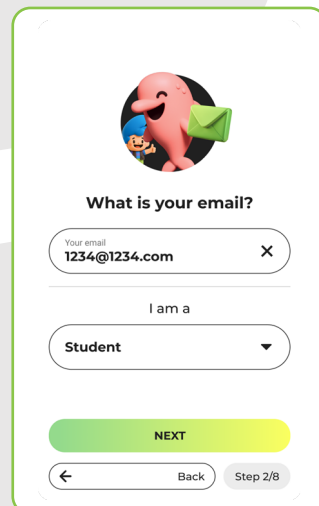 What is your email?
Your email
1234@1234.com
I am a
Student
NEXT
Back
Step 2/8